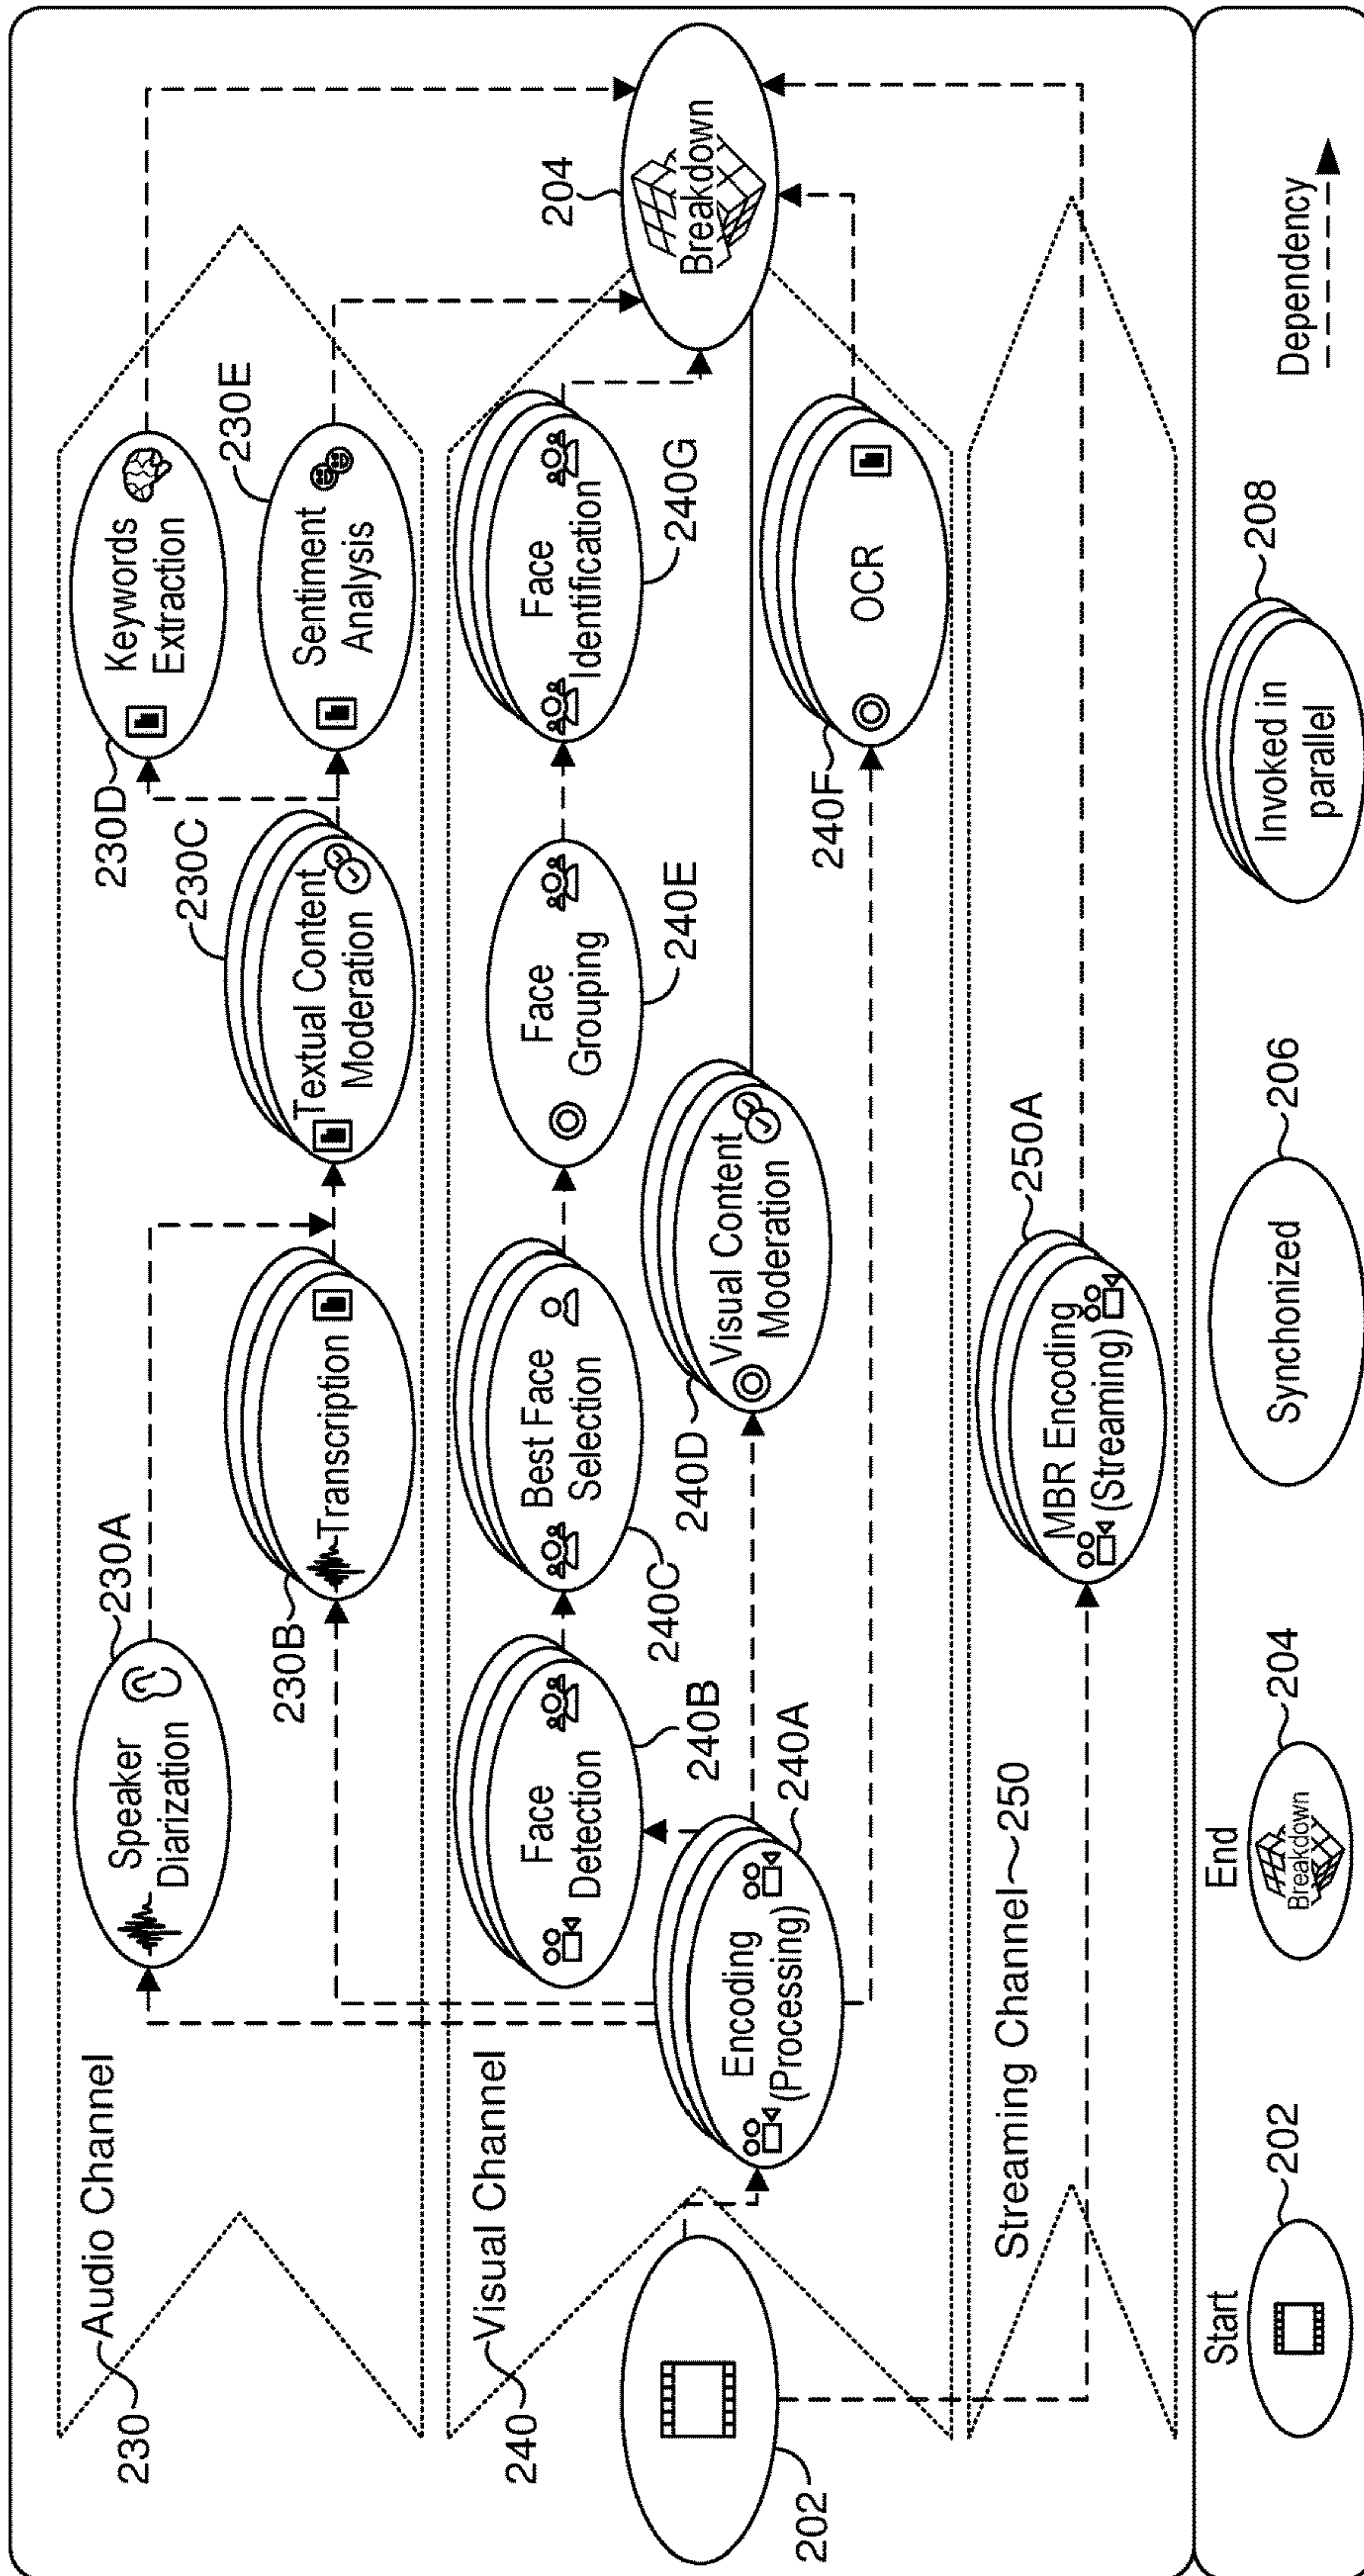 230
Audio Channel
Speaker
Diarization
230A
230B
Transcription
230C
Textual Content
Moderation
230D
Keywords
Extraction
230E
Sentiment
Analysis
240
Visual Channel
202
Encoding
(Processing)
240A
Face
Detection
240B
Best Face
Selection
240C
240D
Visual Content
Moderation
Face
Grouping
240E
Face
Identification
240G
240F
OCR
204
Breakdown
Streaming Channel
250
MBR Encoding
(Streaming)
250A
Start
202
End
Breakdown
204
Synchonized
206
Invoked in
parallel
208
Dependency